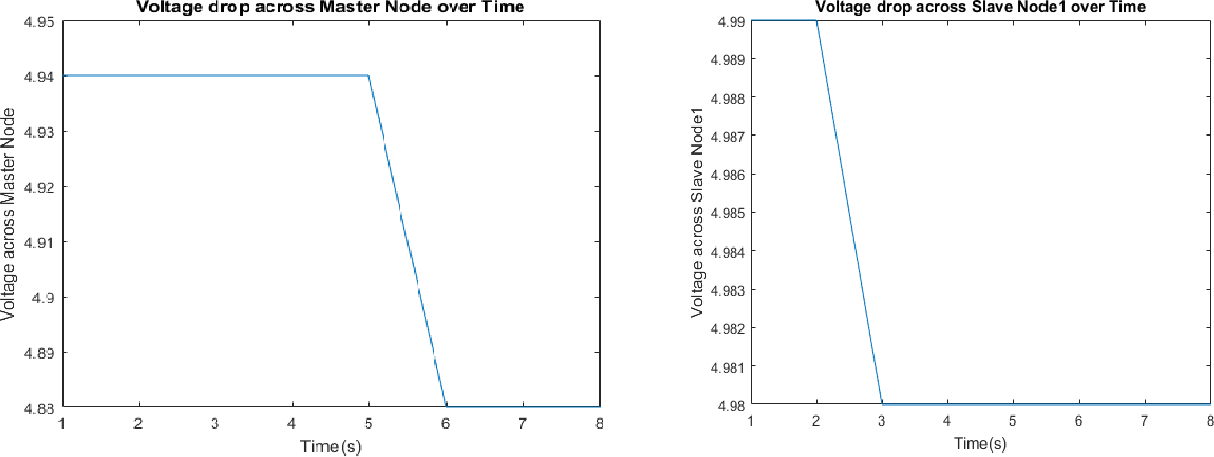 Voltage drop across Master Node over Time
Voltage across Master Node
4.95
4.94
4.93
4.92
4.91
4.9
4.89
4.88
1 2 3 4 5 6 7 8
Time(s)
Voltage drop across Slave Node1 over Time
Voltage across Slave Node1
4.99
4.989
4.988
4.987
4.986
4.985
4.984
4.983
4.982
4.981
4.98
1 2 3 4 5 6 7 8
Time(s)